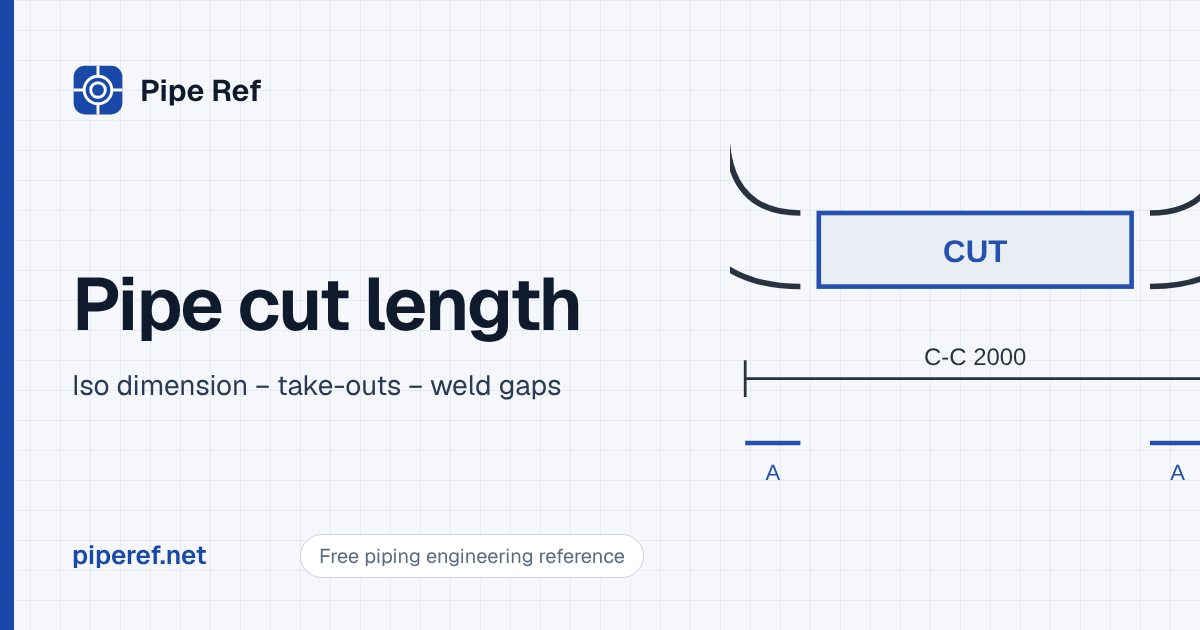 Pipe Ref
Pipe cut length
Iso dimension – take-outs – weld gaps
piperef.net
Free piping engineering reference
CUT
C-C 2000
A
A